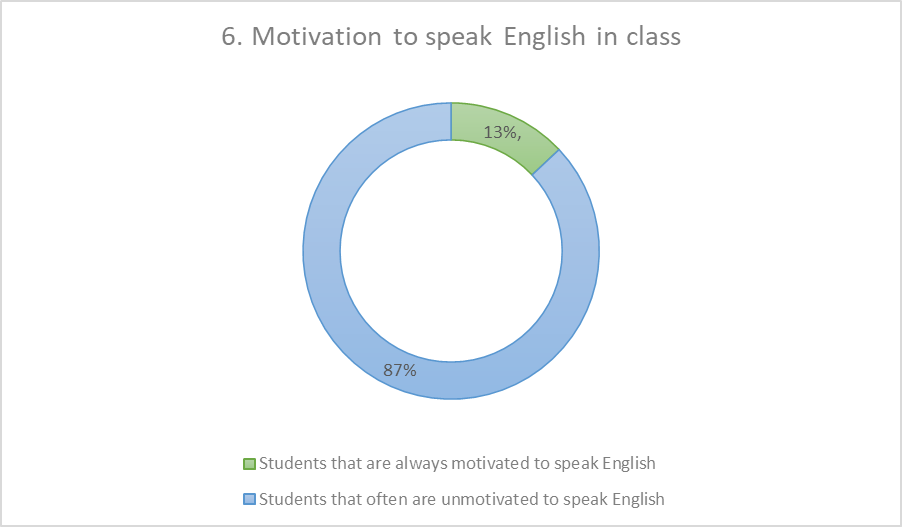 6. Motivation to speak English in class
13%,
87%
Students that are always motivated to speak English
Students that often are unmotivated to speak English